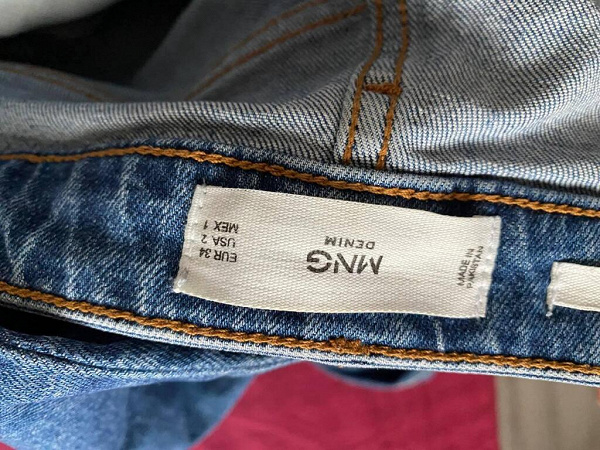 EUR 34
USA 2
MEX 1
MNG
DENIM
MADE IN
PAKISTAN